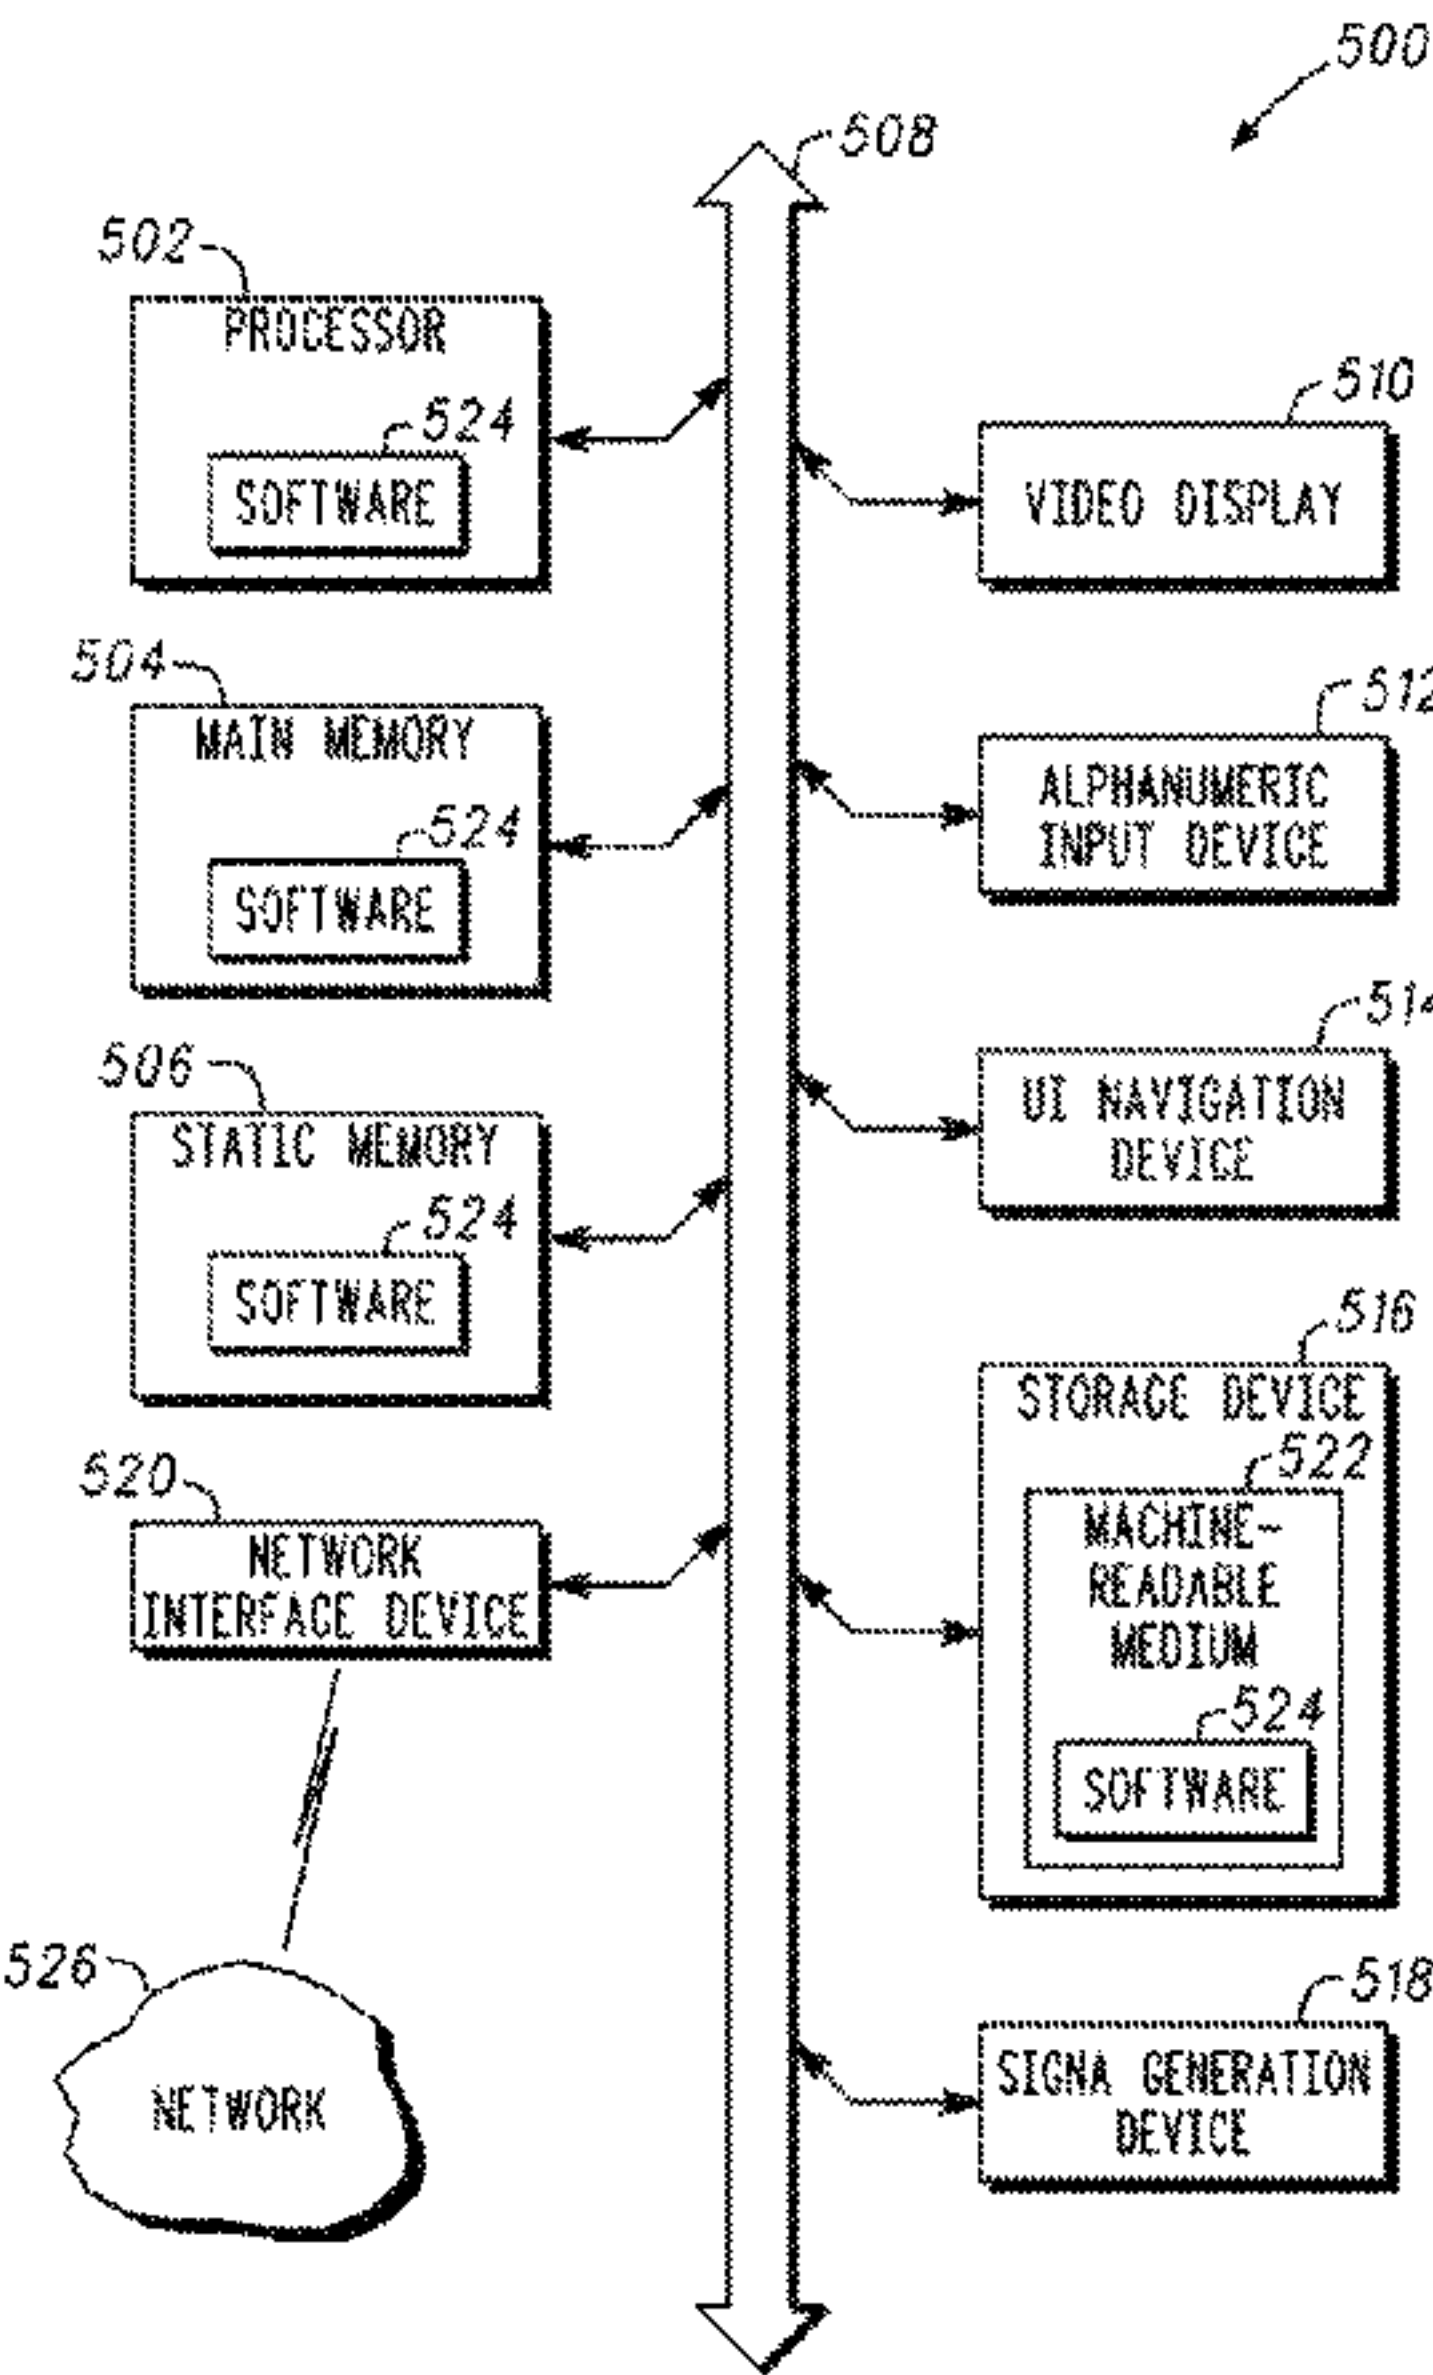 500
508
502
PROCESSOR
524
SOFTWARE
510
VIDEO DISPLAY
504
MAIN MEMORY
524
SOFTWARE
512
ALPHANUMERIC
INPUT DEVICE
506
STATIC MEMORY
524
SOFTWARE
514
UI NAVIGATION
DEVICE
520
NETWORK
INTERFACE DEVICE
516
STORAGE DEVICE
522
MACHINE-
READABLE
MEDIUM
524
SOFTWARE
526
NETWORK
518
SIGNA GENERATION
DEVICE